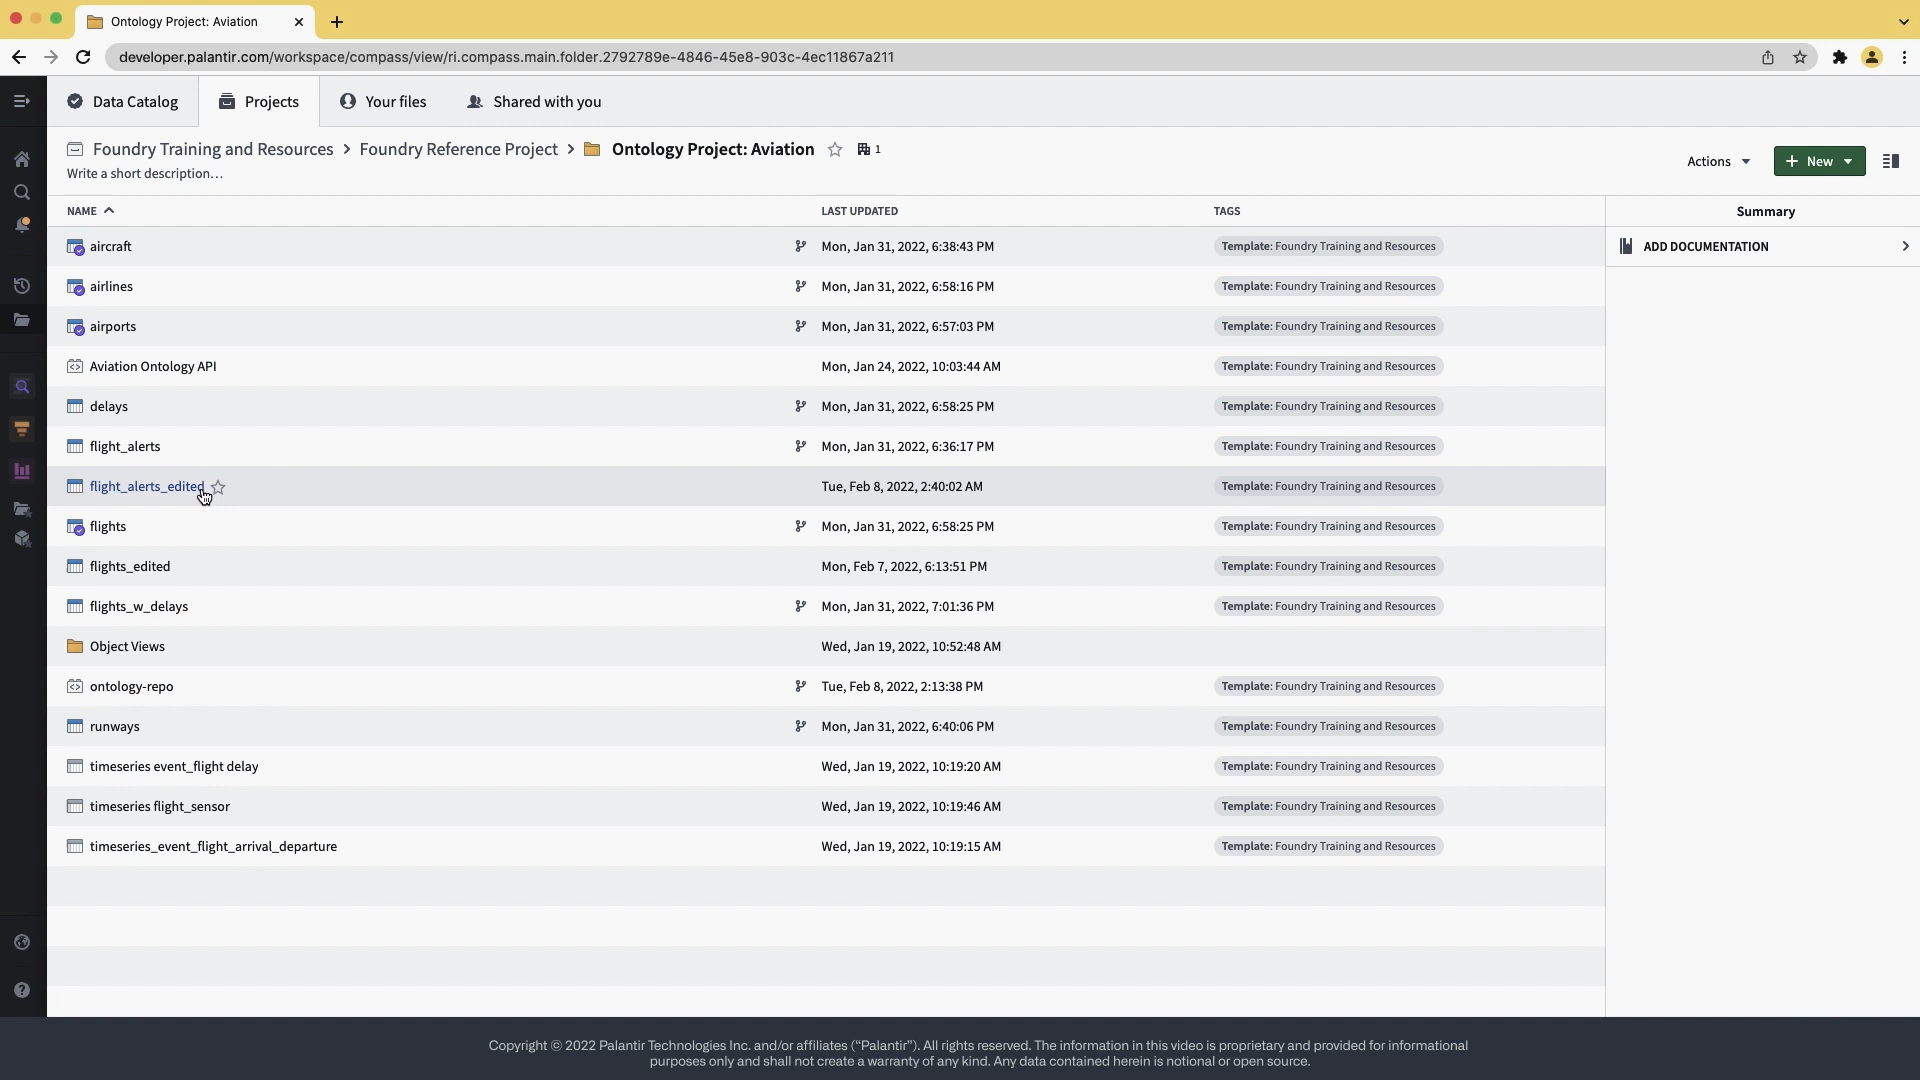 Ontology Project: Aviation
developer.palantir.com/workspace/compass/view/ri.compass.main.folder.2792789e-4846-45e8-903c-4ec11867a211
Data Catalog Projects Your files Shared with you
Foundry Training and Resources > Foundry Reference Project > Ontology Project: Aviation 1
Write a short description…
Actions + New
NAME LAST UPDATED TAGS Summary
aircraft Mon, Jan 31, 2022, 6:38:43 PM Template: Foundry Training and Resources ADD DOCUMENTATION
airlines Mon, Jan 31, 2022, 6:58:16 PM Template: Foundry Training and Resources
airports Mon, Jan 31, 2022, 6:57:03 PM Template: Foundry Training and Resources
Aviation Ontology API Mon, Jan 24, 2022, 10:03:44 AM Template: Foundry Training and Resources
delays Mon, Jan 31, 2022, 6:58:25 PM Template: Foundry Training and Resources
flight_alerts Mon, Jan 31, 2022, 6:36:17 PM Template: Foundry Training and Resources
flight_alerts_edited Tue, Feb 8, 2022, 2:40:02 AM Template: Foundry Training and Resources
flights Mon, Jan 31, 2022, 6:58:25 PM Template: Foundry Training and Resources
flights_edited Mon, Feb 7, 2022, 6:13:51 PM Template: Foundry Training and Resources
flights_w_delays Mon, Jan 31, 2022, 7:01:36 PM Template: Foundry Training and Resources
Object Views Wed, Jan 19, 2022, 10:52:48 AM
ontology-repo Tue, Feb 8, 2022, 2:13:38 PM Template: Foundry Training and Resources
runways Mon, Jan 31, 2022, 6:40:06 PM Template: Foundry Training and Resources
timeseries event_flight delay Wed, Jan 19, 2022, 10:19:20 AM Template: Foundry Training and Resources
timeseries flight_sensor Wed, Jan 19, 2022, 10:19:46 AM Template: Foundry Training and Resources
timeseries_event_flight_arrival_departure Wed, Jan 19, 2022, 10:19:15 AM Template: Foundry Training and Resources
Copyright © 2022 Palantir Technologies Inc. and/or affiliates (“Palantir”). All rights reserved. The information in this video is proprietary and provided for informational
purposes only and shall not create a warranty of any kind. Any data contained herein is notional or open source.